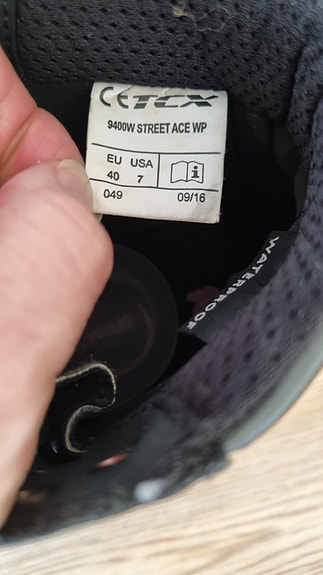 CE TCX
9400W STREET ACE WP
EU USA
40 7
049 09/16
WATERPROOF